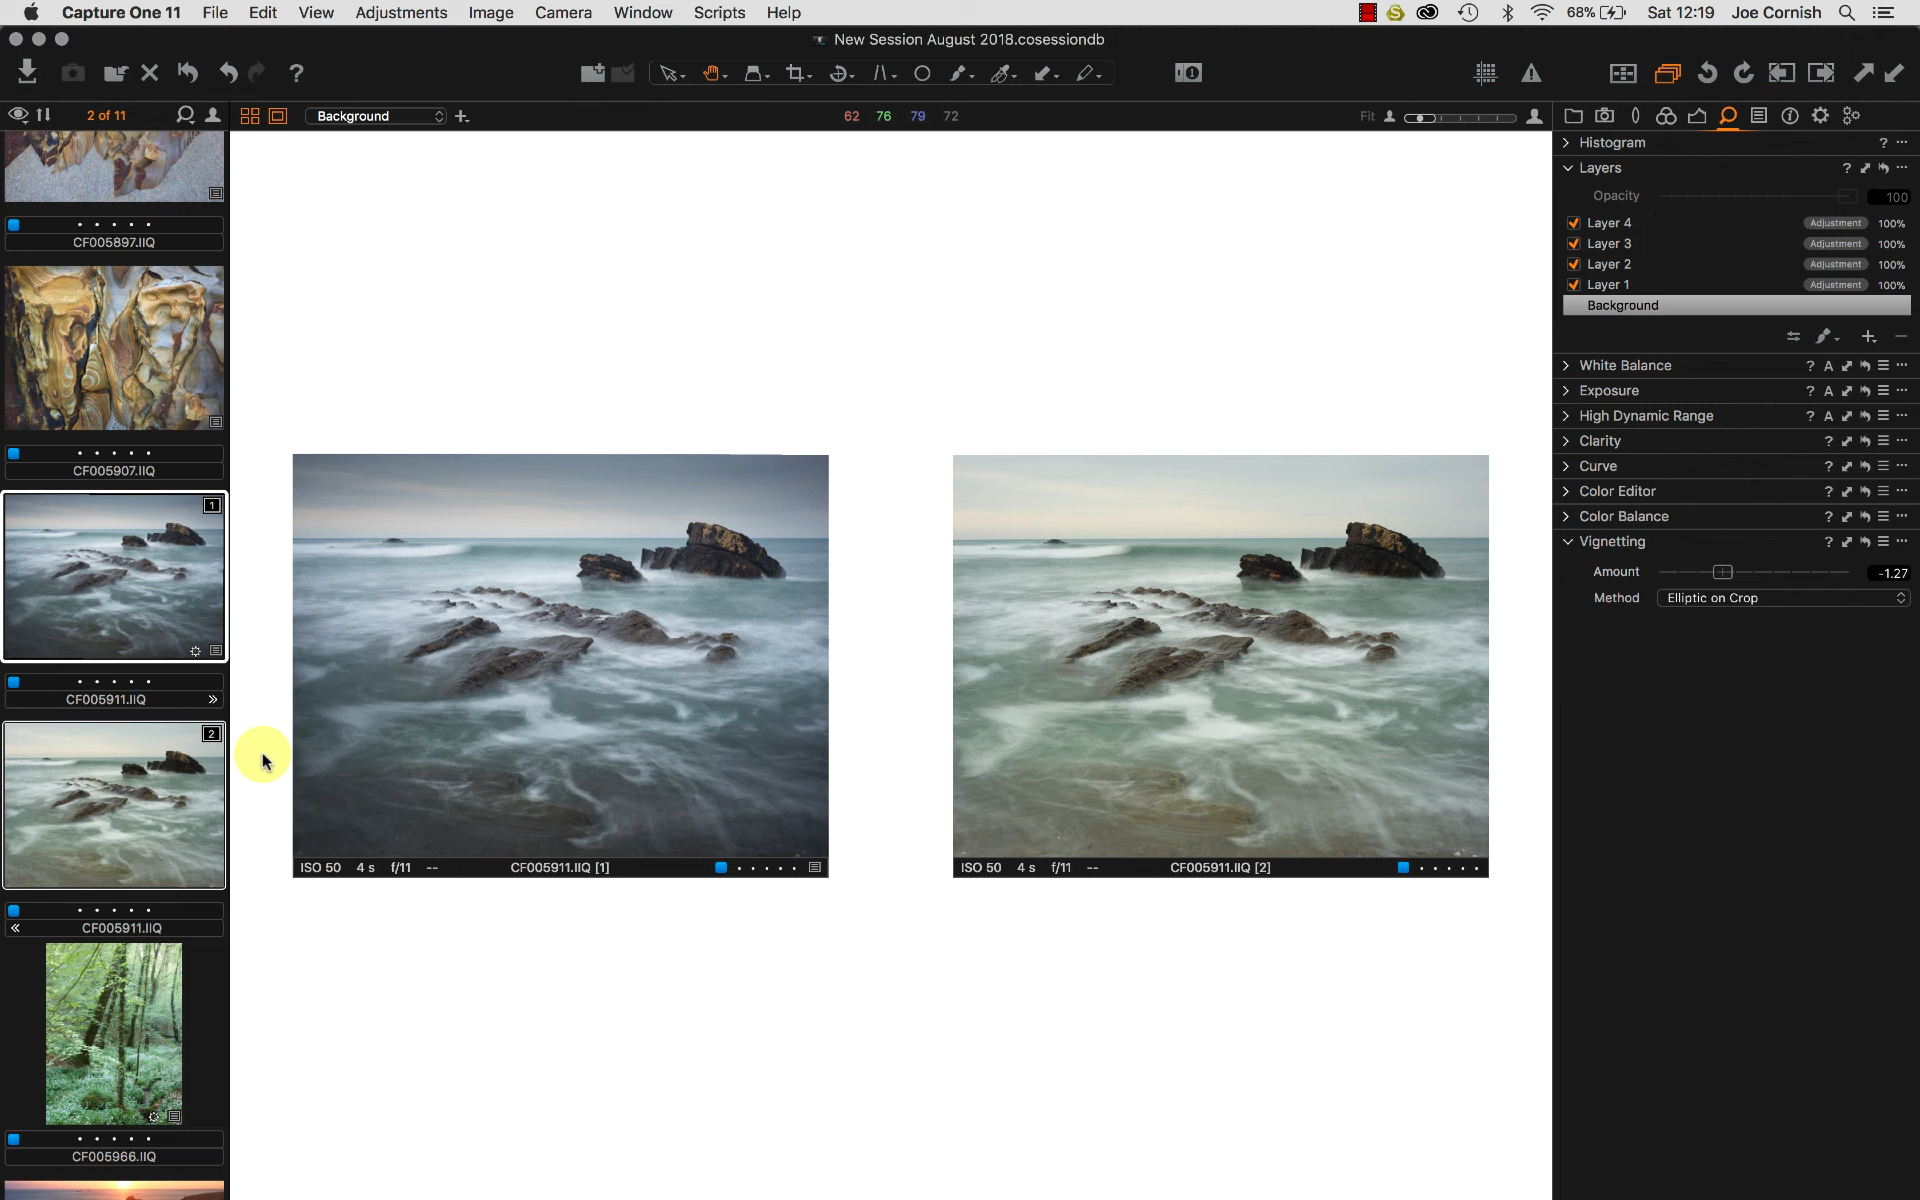 Capture One 11 File Edit View Adjustments Image Camera Window Scripts Help
68% Sat 12:19 Joe Cornish
New Session August 2018.cosessiondb
2 of 11
Background
62 76 79 72
Fit
CF005897.IIQ
CF005907.IIQ
1
CF005911.IIQ
2
CF005911.IIQ
CF005966.IIQ
ISO 50 4 s f/11 -- CF005911.IIQ [1]
ISO 50 4 s f/11 -- CF005911.IIQ [2]
Histogram
Layers
Opacity 100
Layer 4 Adjustment 100%
Layer 3 Adjustment 100%
Layer 2 Adjustment 100%
Layer 1 Adjustment 100%
Background
White Balance ? A
Exposure ? A
High Dynamic Range ? A
Clarity ?
Curve ?
Color Editor ?
Color Balance ?
Vignetting ?
Amount -1.27
Method Elliptic on Crop